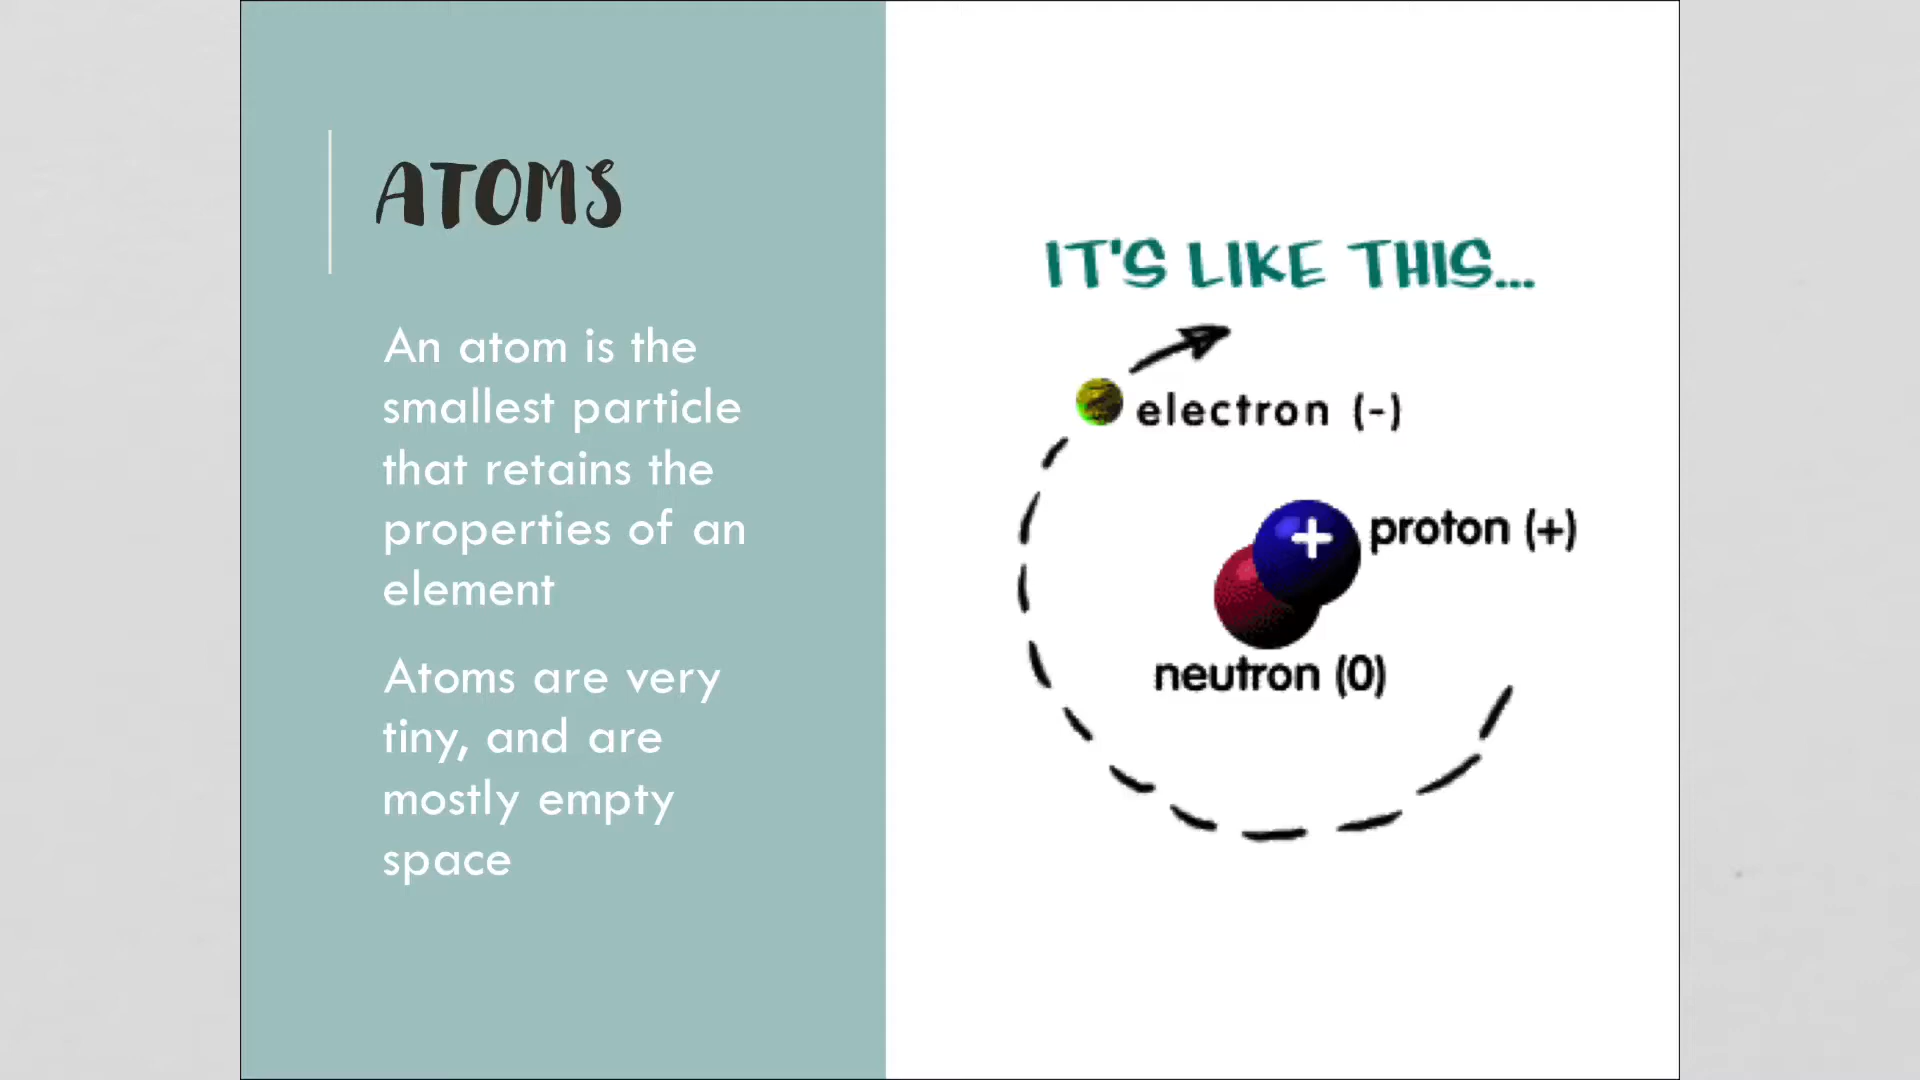 ATOMS
An atom is the
smallest particle
that retains the
properties of an
element
Atoms are very
tiny, and are
mostly empty
space
IT'S LIKE THIS...
electron (-)
+
proton (+)
neutron (0)